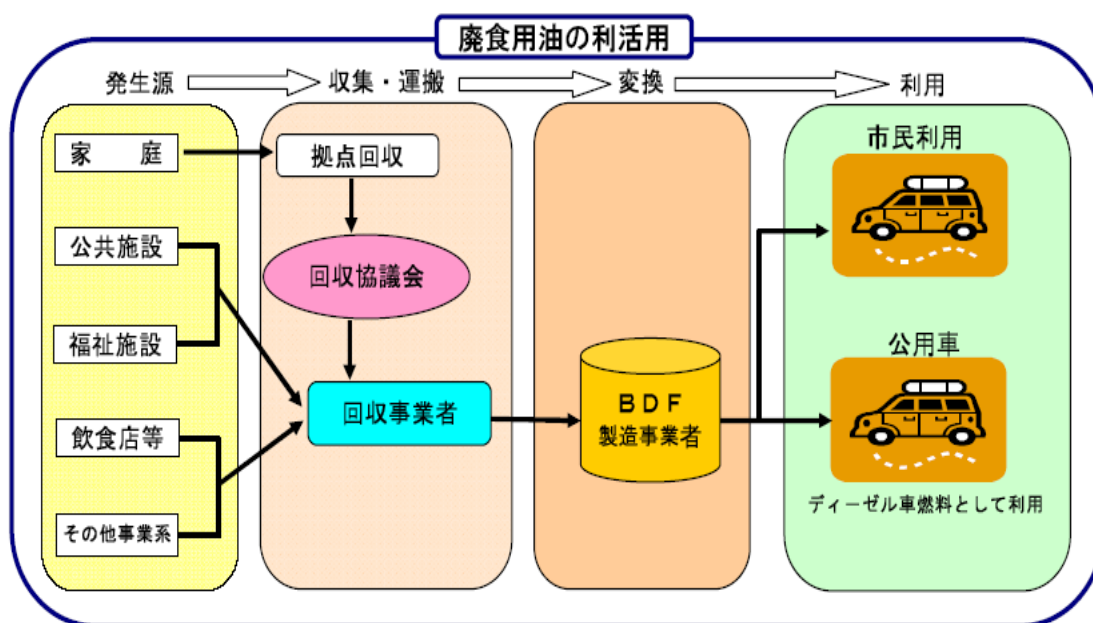 廃食用油の利活用
発生源
収集・運搬
変換
利用
家　　庭
公共施設
福祉施設
飲食店等
その他事業系
拠点回収
回収協議会
回収事業者
ＢＤＦ
製造事業者
市民利用
公用車
ディーゼル車燃料として利用